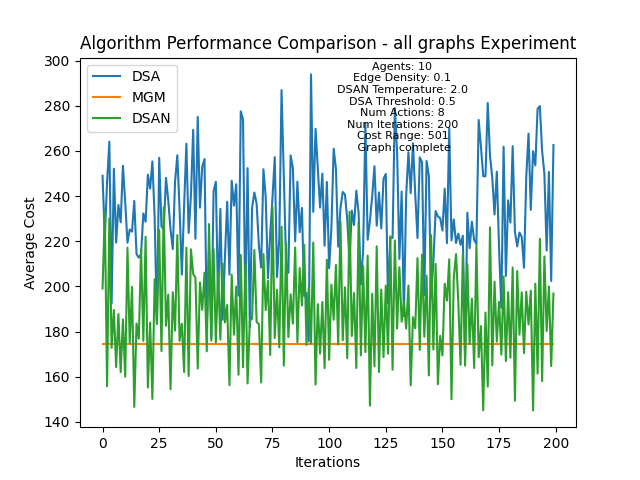 Algorithm Performance Comparison - all graphs Experiment
DSA
MGM
DSAN
Agents: 10
Edge Density: 0.1
DSAN Temperature: 2.0
DSA Threshold: 0.5
Num Actions: 8
Num Iterations: 200
Cost Range: 501
Graph: complete
Average Cost
300
280
260
240
220
200
180
160
140
0
25
50
75
100
125
150
175
200
Iterations